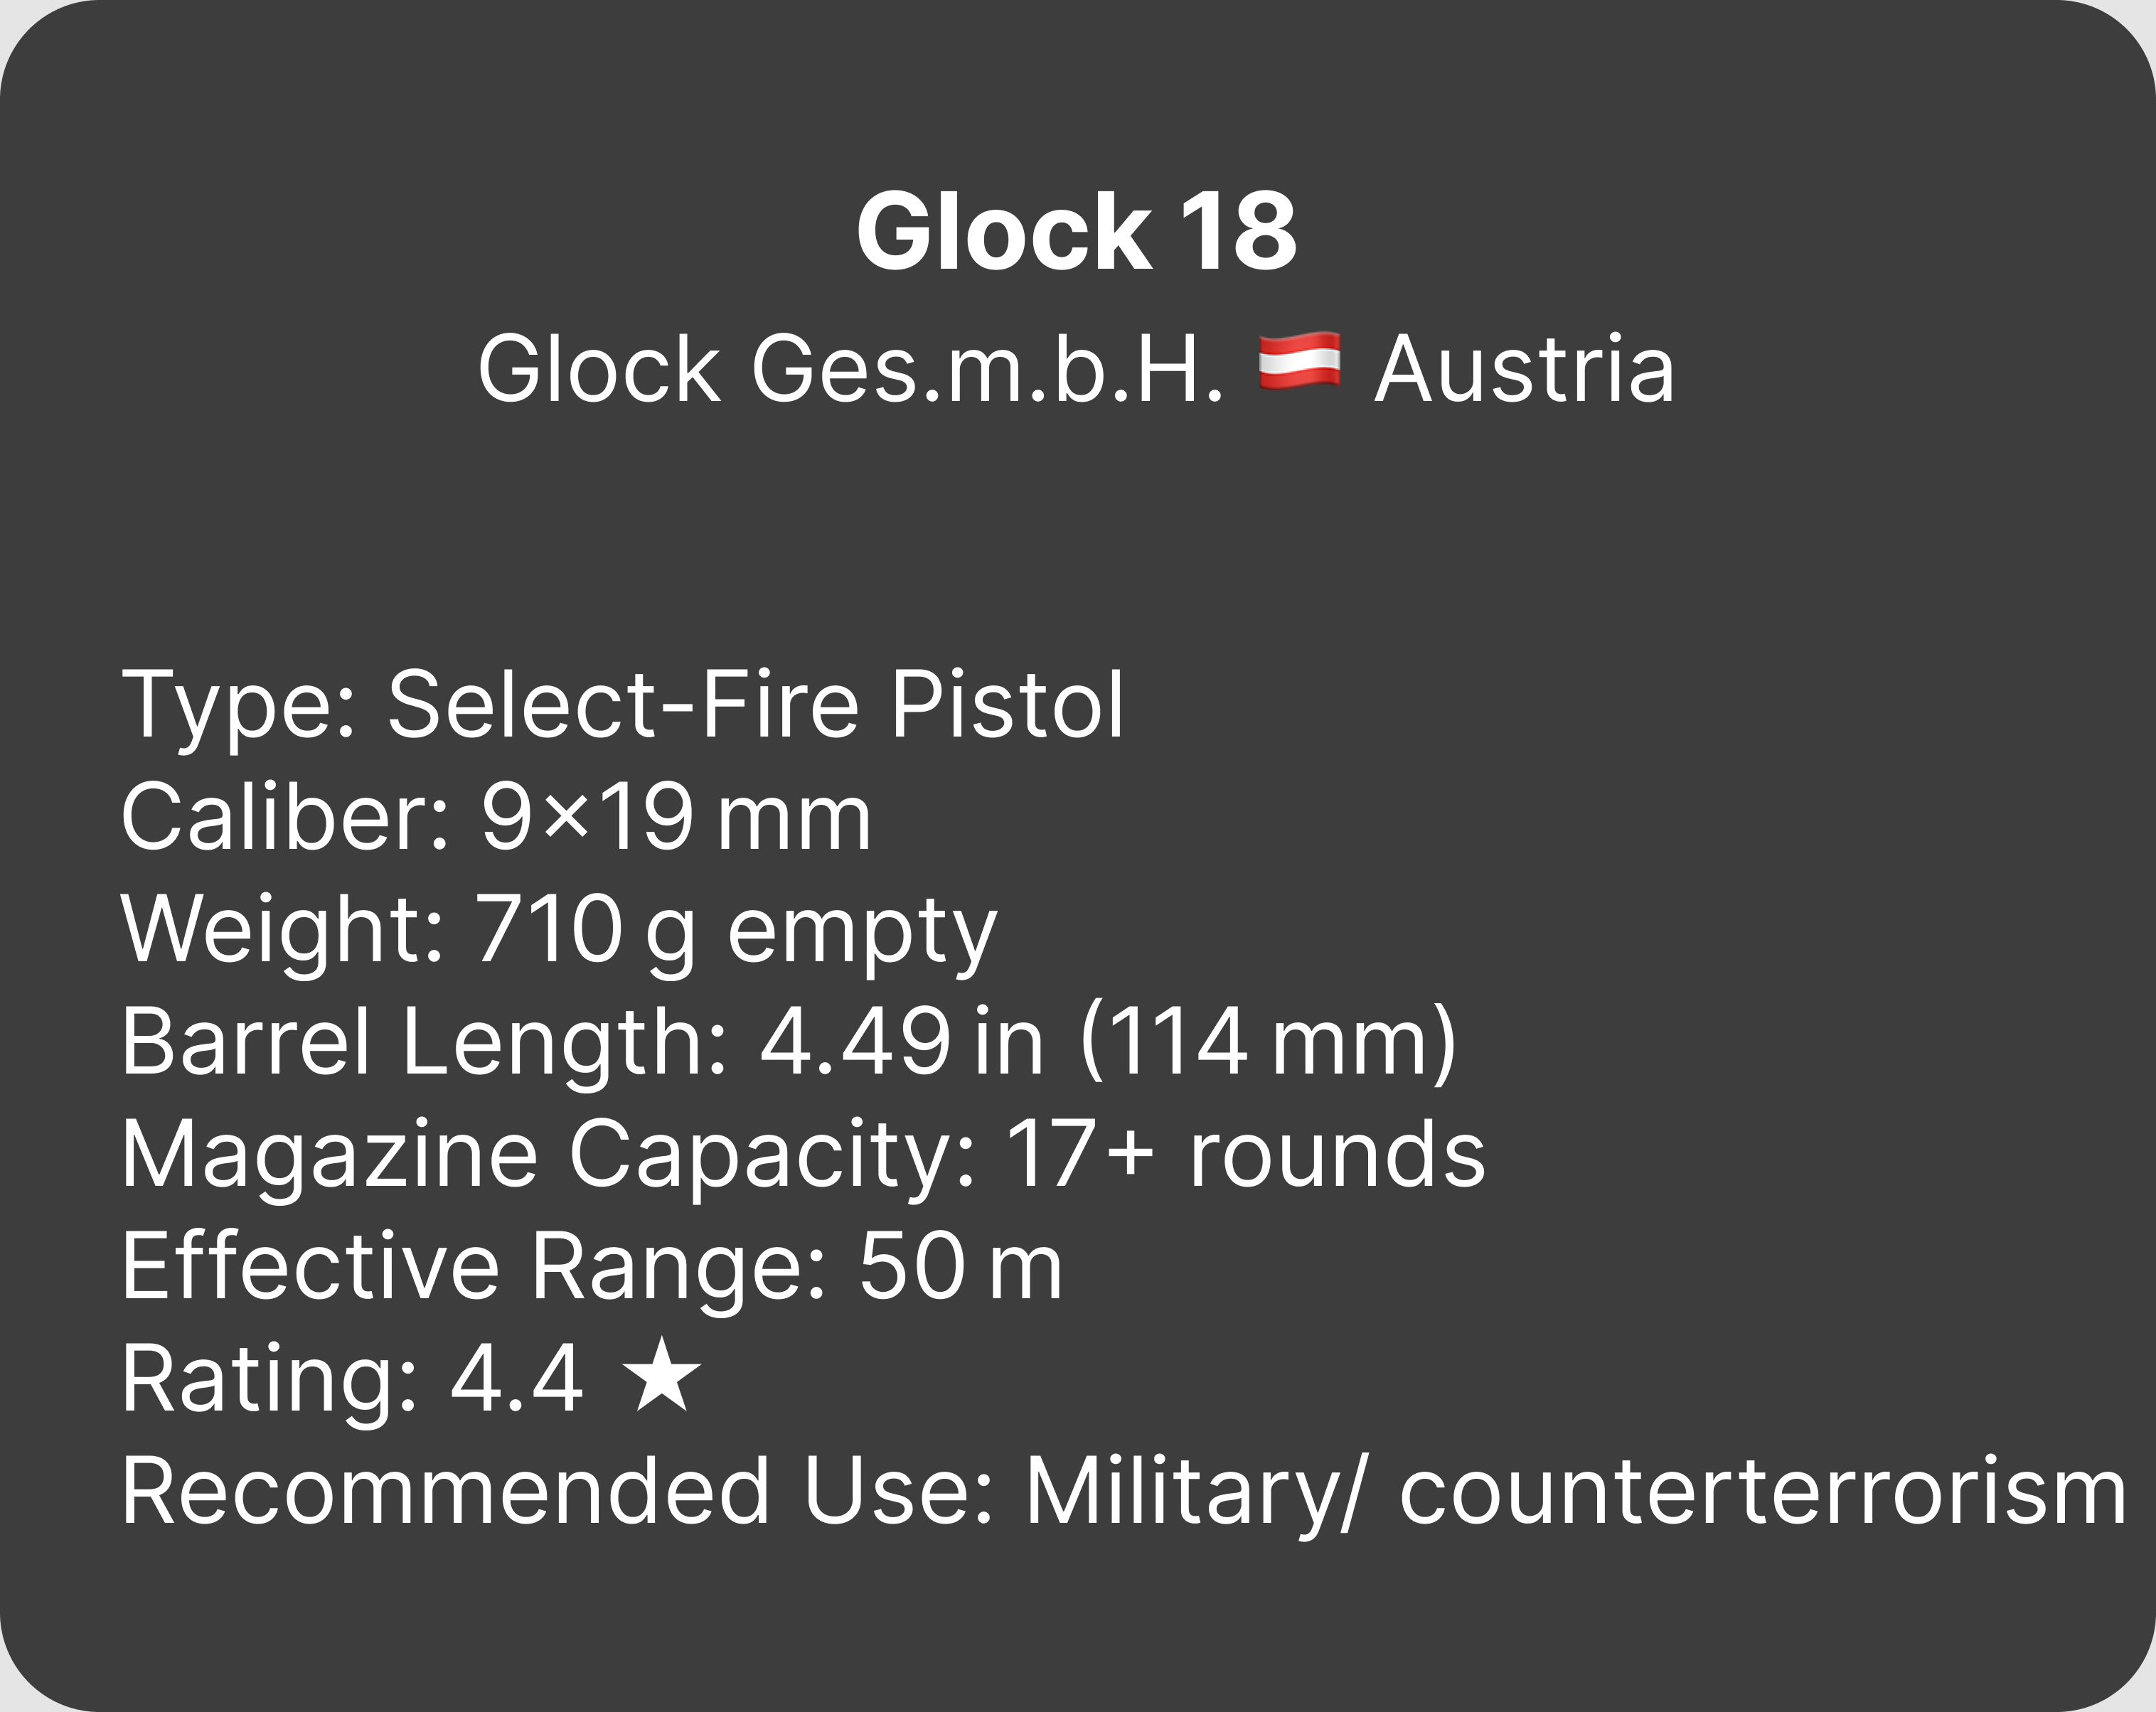 Glock 18
Glock Ges.m.b.H. 🇦🇹 Austria
Type: Select-Fire Pistol
Caliber: 9×19 mm
Weight: 710 g empty
Barrel Length: 4.49 in (114 mm)
Magazine Capacity: 17+ rounds
Effective Range: 50 m
Rating: 4.4 ★
Recommended Use: Military/ counterterrorism